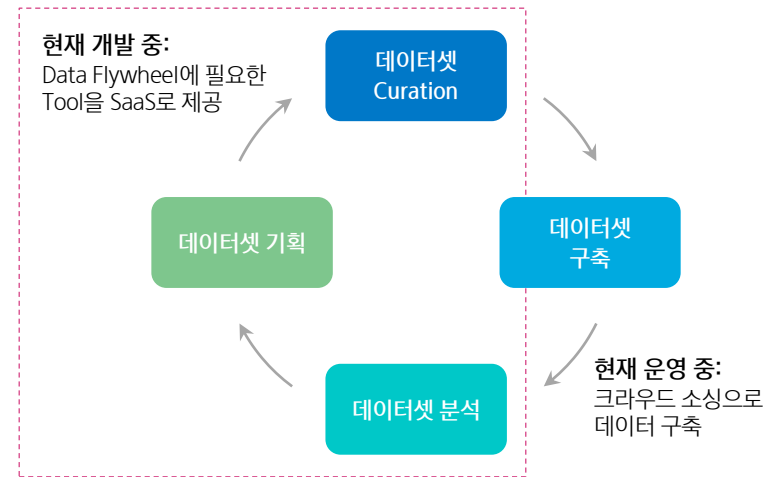 현재 개발 중:
Data Flywheel에 필요한
Tool을 SaaS로 제공
데이터셋
Curation
데이터셋 기획
데이터셋
구축
데이터셋 분석
현재 운영 중:
크라우드 소싱으로
데이터 구축